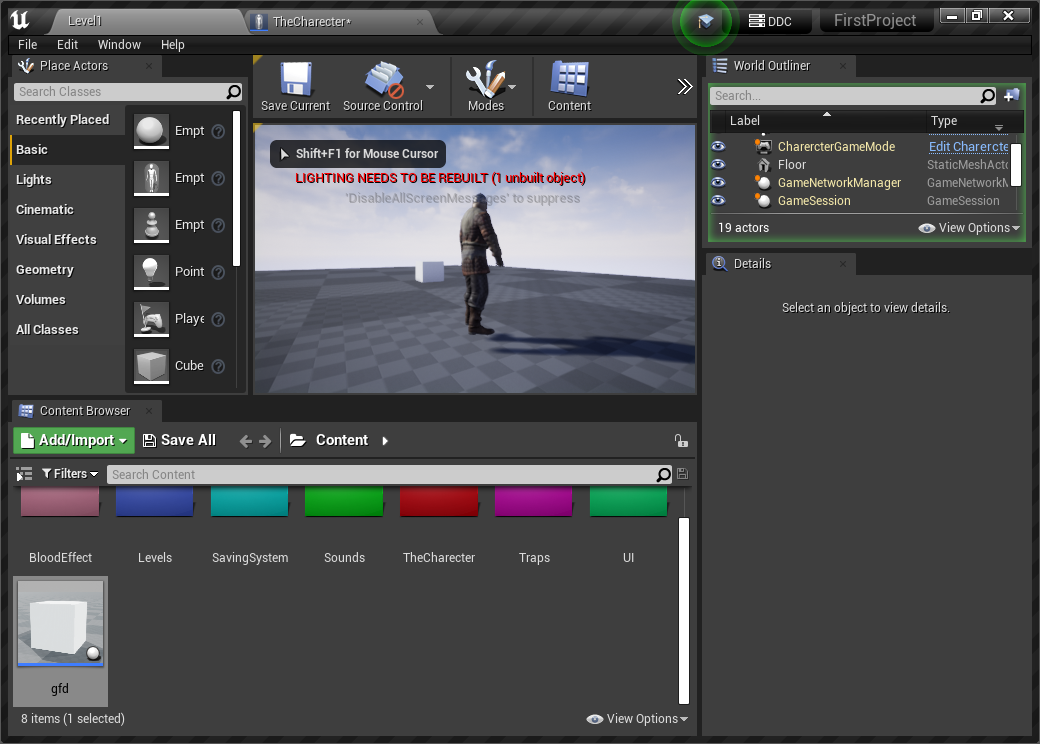 Level1
TheCharecter*
DDC
FirstProject
File Edit Window Help
Place Actors
Search Classes
Recently Placed
Basic
Lights
Cinematic
Visual Effects
Geometry
Volumes
All Classes
Empt
Empt
Empt
Point
Playe
Cube
Save Current
Source Control
Modes
Content
Shift+F1 for Mouse Cursor
LIGHTING NEEDS TO BE REBUILT (1 unbuilt object)
'DisableAllScreenMessages' to suppress
World Outliner
Search...
Label Type
CharercterGameMode Edit Charercte
Floor StaticMeshActo
GameNetworkManager GameNetworkM
GameSession GameSession
19 actors View Options
Details
Select an object to view details.
Content Browser
Add/Import Save All Content
Filters Search Content
BloodEffect Levels SavingSystem Sounds TheCharecter Traps UI
gfd
8 items (1 selected) View Options